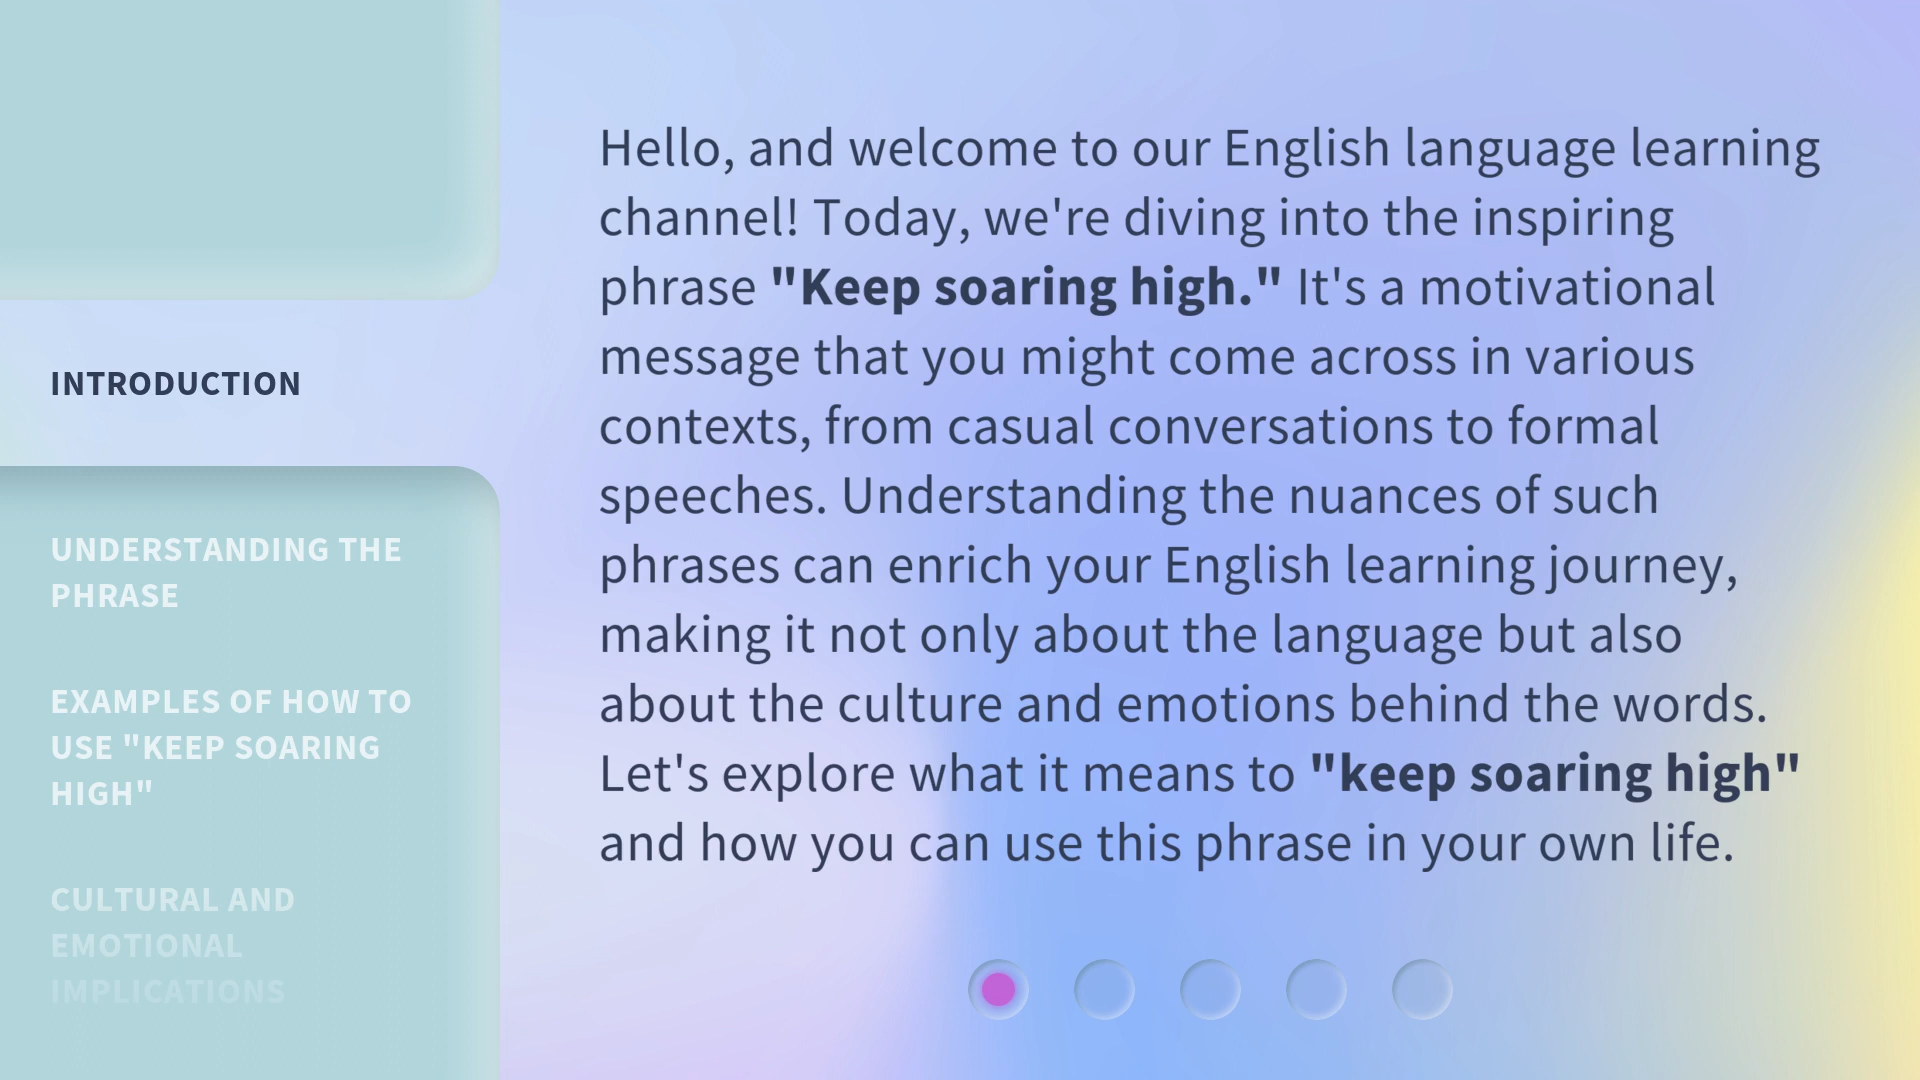 INTRODUCTION
UNDERSTANDING THE
PHRASE
EXAMPLES OF HOW TO
USE "KEEP SOARING
HIGH"
CULTURAL AND
EMOTIONAL
IMPLICATIONS
Hello, and welcome to our English language learning
channel! Today, we're diving into the inspiring
phrase "Keep soaring high." It's a motivational
message that you might come across in various
contexts, from casual conversations to formal
speeches. Understanding the nuances of such
phrases can enrich your English learning journey,
making it not only about the language but also
about the culture and emotions behind the words.
Let's explore what it means to "keep soaring high"
and how you can use this phrase in your own life.